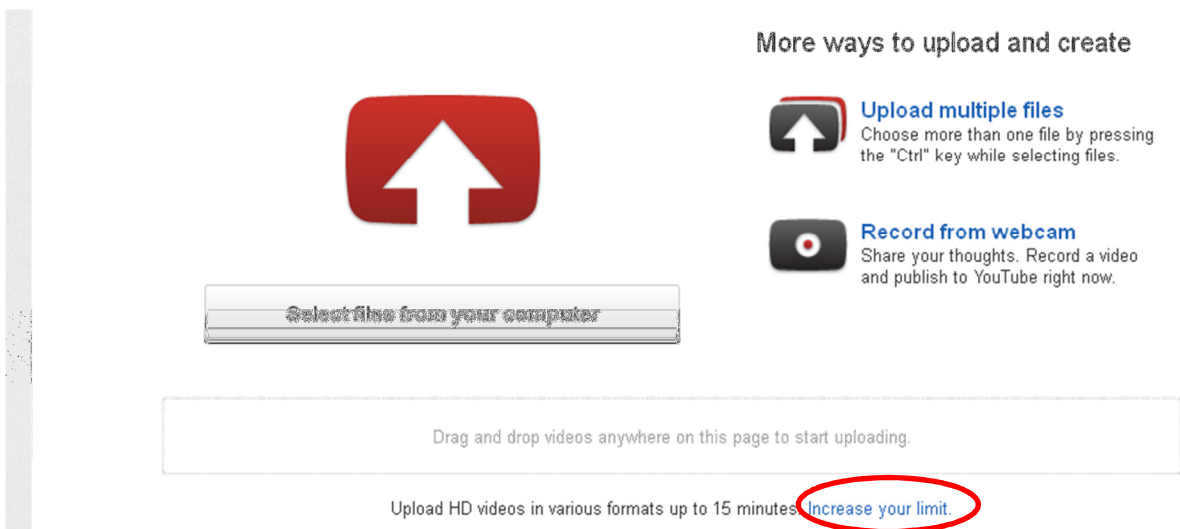 More ways to upload and create
Upload multiple files
Choose more than one file by pressing
the "Ctrl" key while selecting files.
Record from webcam
Share your thoughts. Record a video
and publish to YouTube right now.
Select files from your computer
Drag and drop videos anywhere on this page to start uploading.
Upload HD videos in various formats up to 15 minutes. Increase your limit.